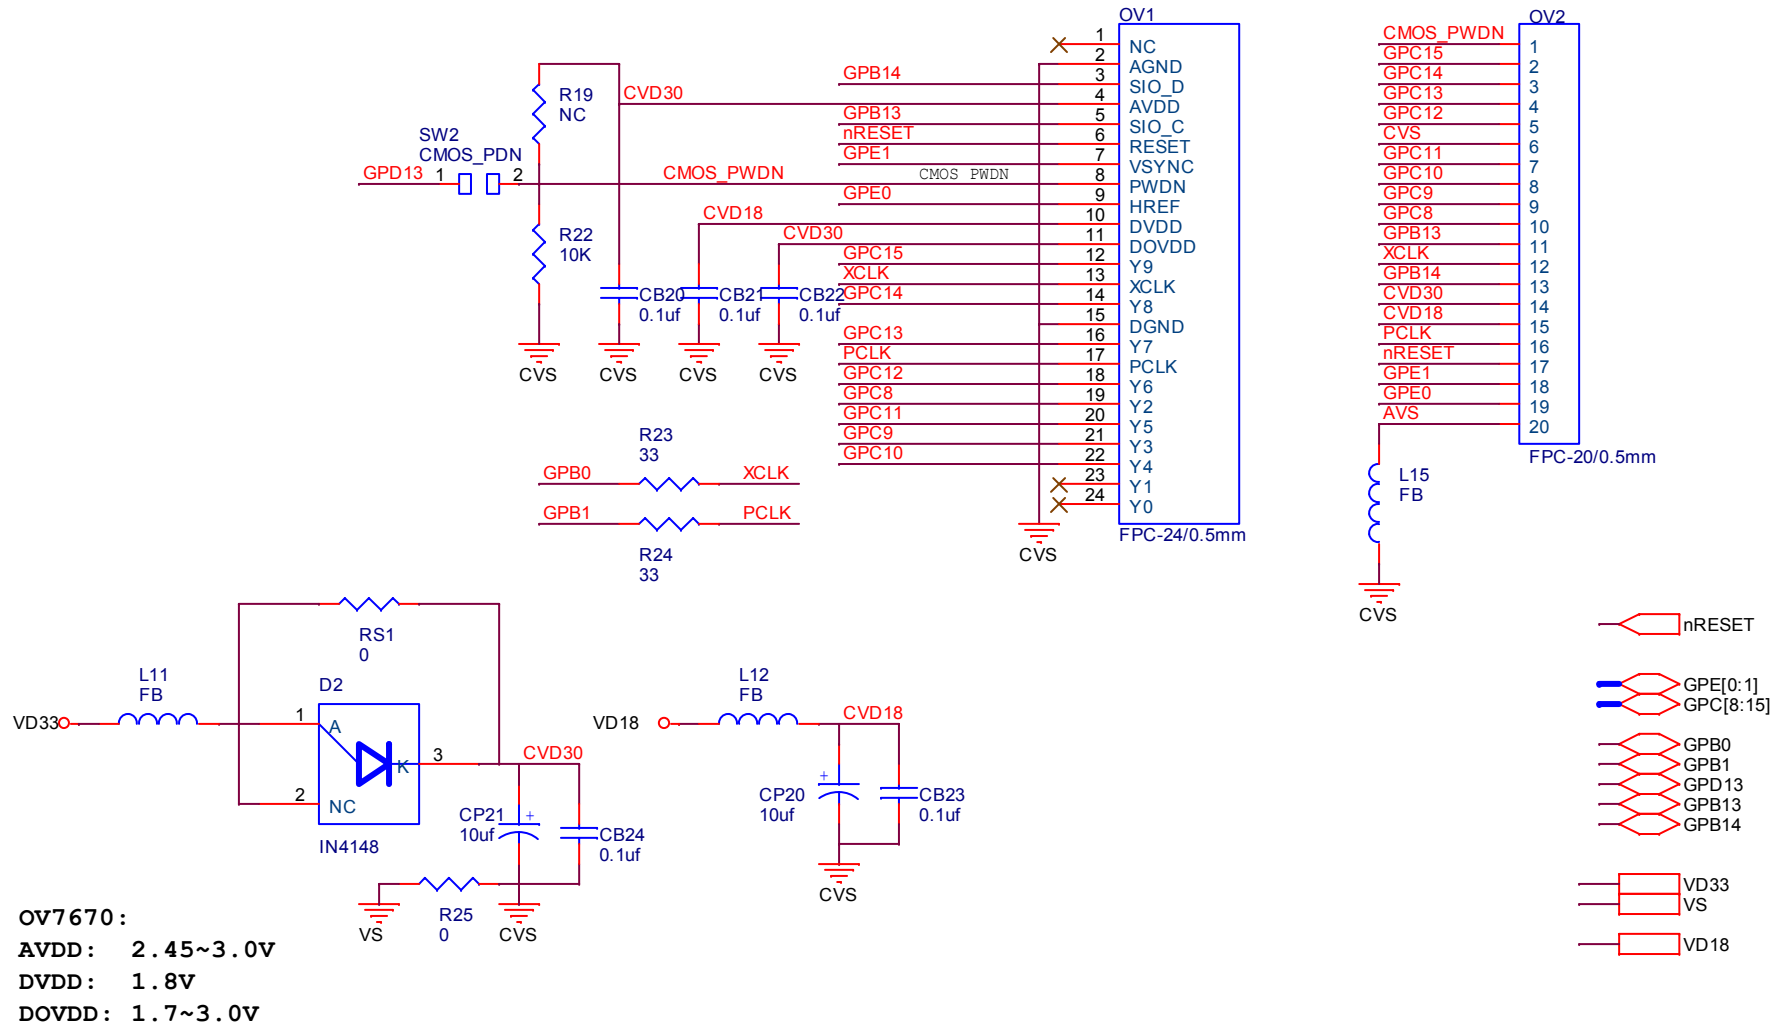 OV1
1 NC
2 AGND
GPB14 3 SIO_D
CVD30 4 AVDD
GPB13 5 SIO_C
nRESET 6 RESET
GPE1 7 VSYNC
CMOS_PWDN CMOS PWDN 8 PWDN
GPE0 9 HREF
CVD18 10 DVDD
CVD30 11 DOVDD
GPC15 12 Y9
XCLK 13 XCLK
GPC14 14 Y8
15 DGND
GPC13 16 Y7
PCLK 17 PCLK
GPC12 18 Y6
GPC8 19 Y2
GPC11 20 Y5
GPC9 21 Y3
GPC10 22 Y4
23 Y1
24 Y0
FPC-24/0.5mm
CVS
R19
NC
SW2
CMOS_PDN
GPD13 1 2
R22
10K
CB20
0.1uf
CB21
0.1uf
CB22
0.1uf
CVS CVS CVS CVS
R23
33
GPB0 XCLK
GPB1 PCLK
R24
33
OV2
CMOS_PWDN 1
GPC15 2
GPC14 3
GPC13 4
GPC12 5
CVS 6
GPC11 7
GPC10 8
GPC9 9
GPC8 10
GPB13 11
XCLK 12
GPB14 13
CVD30 14
CVD18 15
PCLK 16
nRESET 17
GPE1 18
GPE0 19
AVS 20
FPC-20/0.5mm
L15
FB
CVS
RS1
0
L11
FB
D2
VD33 1 A
K 3 CVD30
2 NC
IN4148
CP21 +
10uf
CB24
0.1uf
R25
0
VS
CVS
L12
FB
VD18 CVD18
CP20 +
10uf
CB23
0.1uf
CVS
nRESET
GPE[0:1]
GPC[8:15]
GPB0
GPB1
GPD13
GPB13
GPB14
VD33
VS
VD18
OV7670:
AVDD: 2.45~3.0V
DVDD: 1.8V
DOVDD: 1.7~3.0V